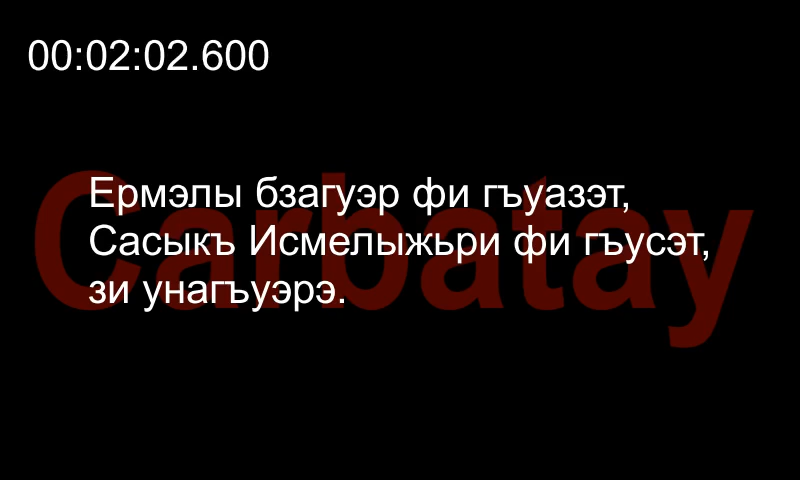 00:02:02.600
Carbatay
Ермэлы бзагуэр фи гъуазэт,
Сасыкъ Исмелыжьри фи гъусэт,
зи унагъуэрэ.